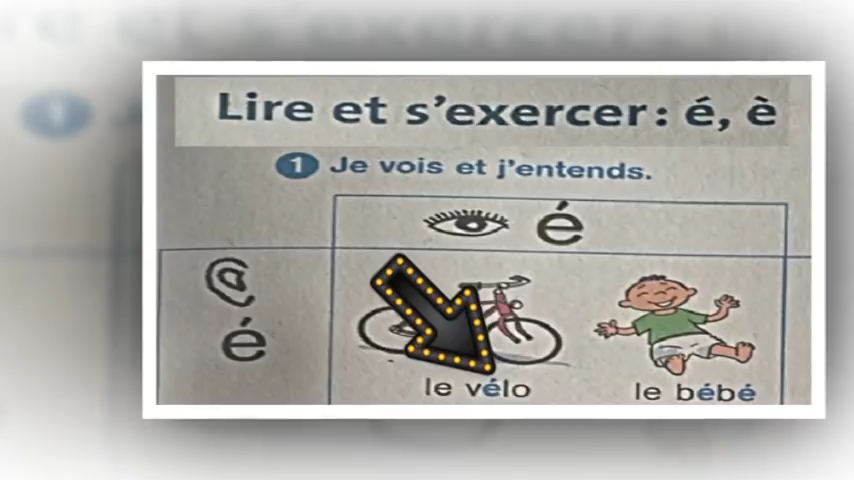 Lire et s'exercer : é, è
1 Je vois et j'entends.
é
é
le vélo
le bébé